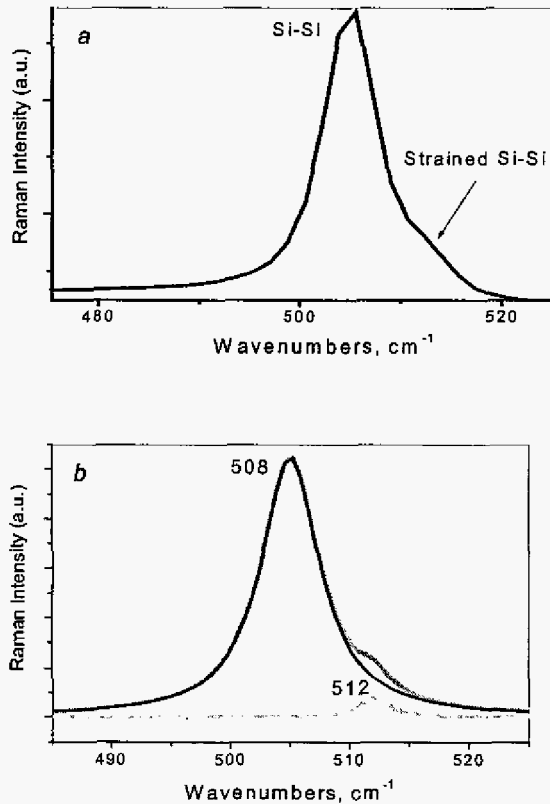 a
Si-SI
Strained Si-Si
Raman Intensity (a.u.)
480
500
520
Wavenumbers, cm-1
b
508
512
Raman Intensity (a.u.)
490
500
510
520
Wavenumbers, cm-1